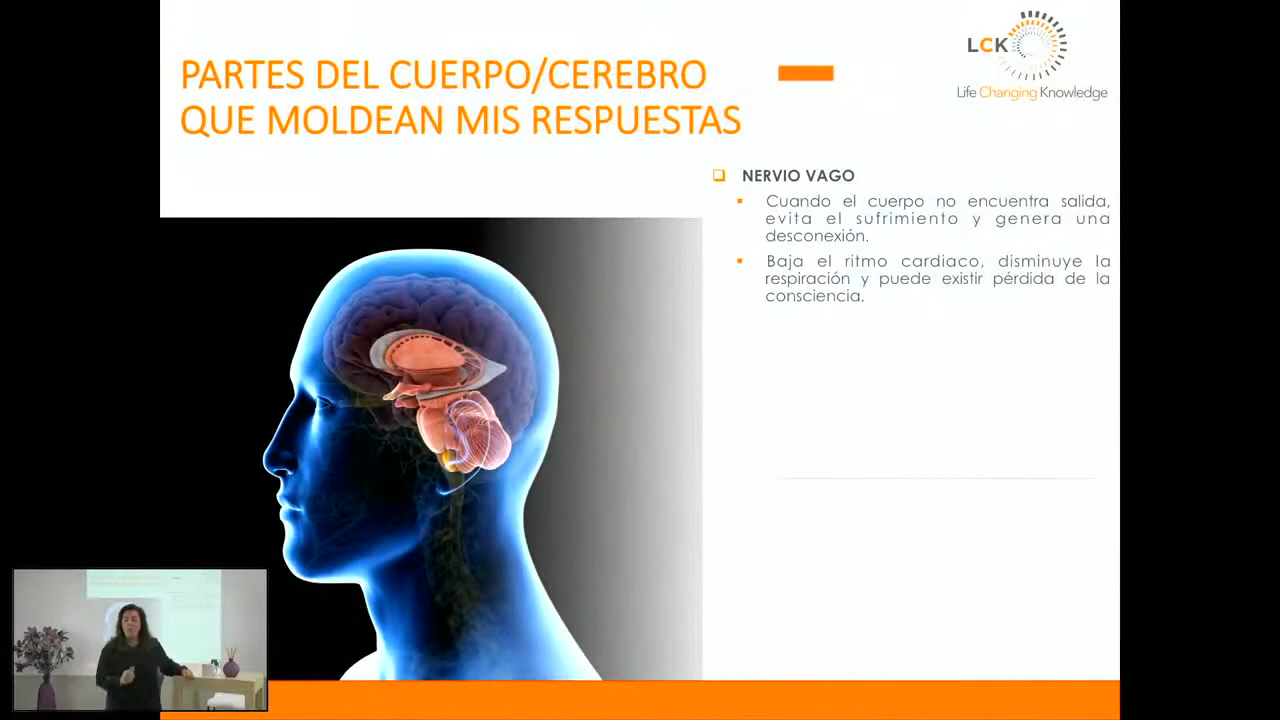 PARTES DEL CUERPO/CEREBRO
QUE MOLDEAN MIS RESPUESTAS
LCK
Life Changing Knowledge
NERVIO VAGO
Cuando el cuerpo no encuentra salida,
evita el sufrimiento y genera una
desconexión.
Baja el ritmo cardiaco, disminuye la
respiración y puede existir pérdida de la
consciencia.